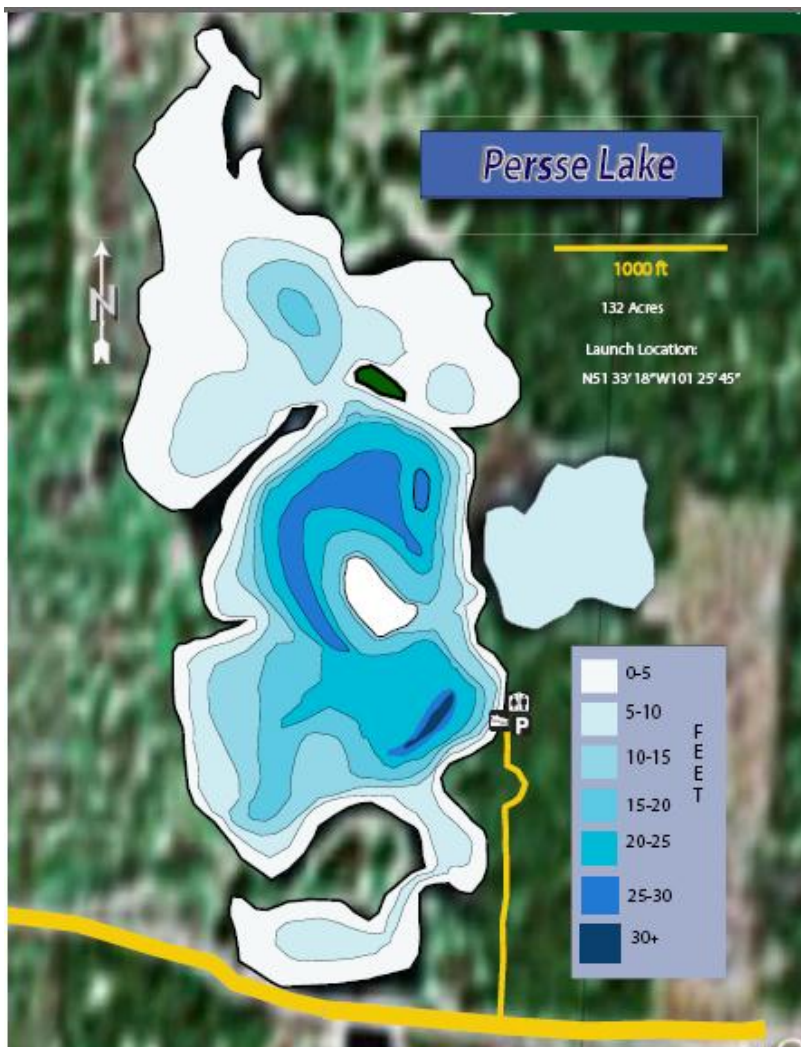 Persse Lake
1000 ft
132 Acres
Launch Location:
N51 33' 18"W101 25' 45"
N
P
0-5
5-10
10-15
15-20
20-25
25-30
30+
FEET